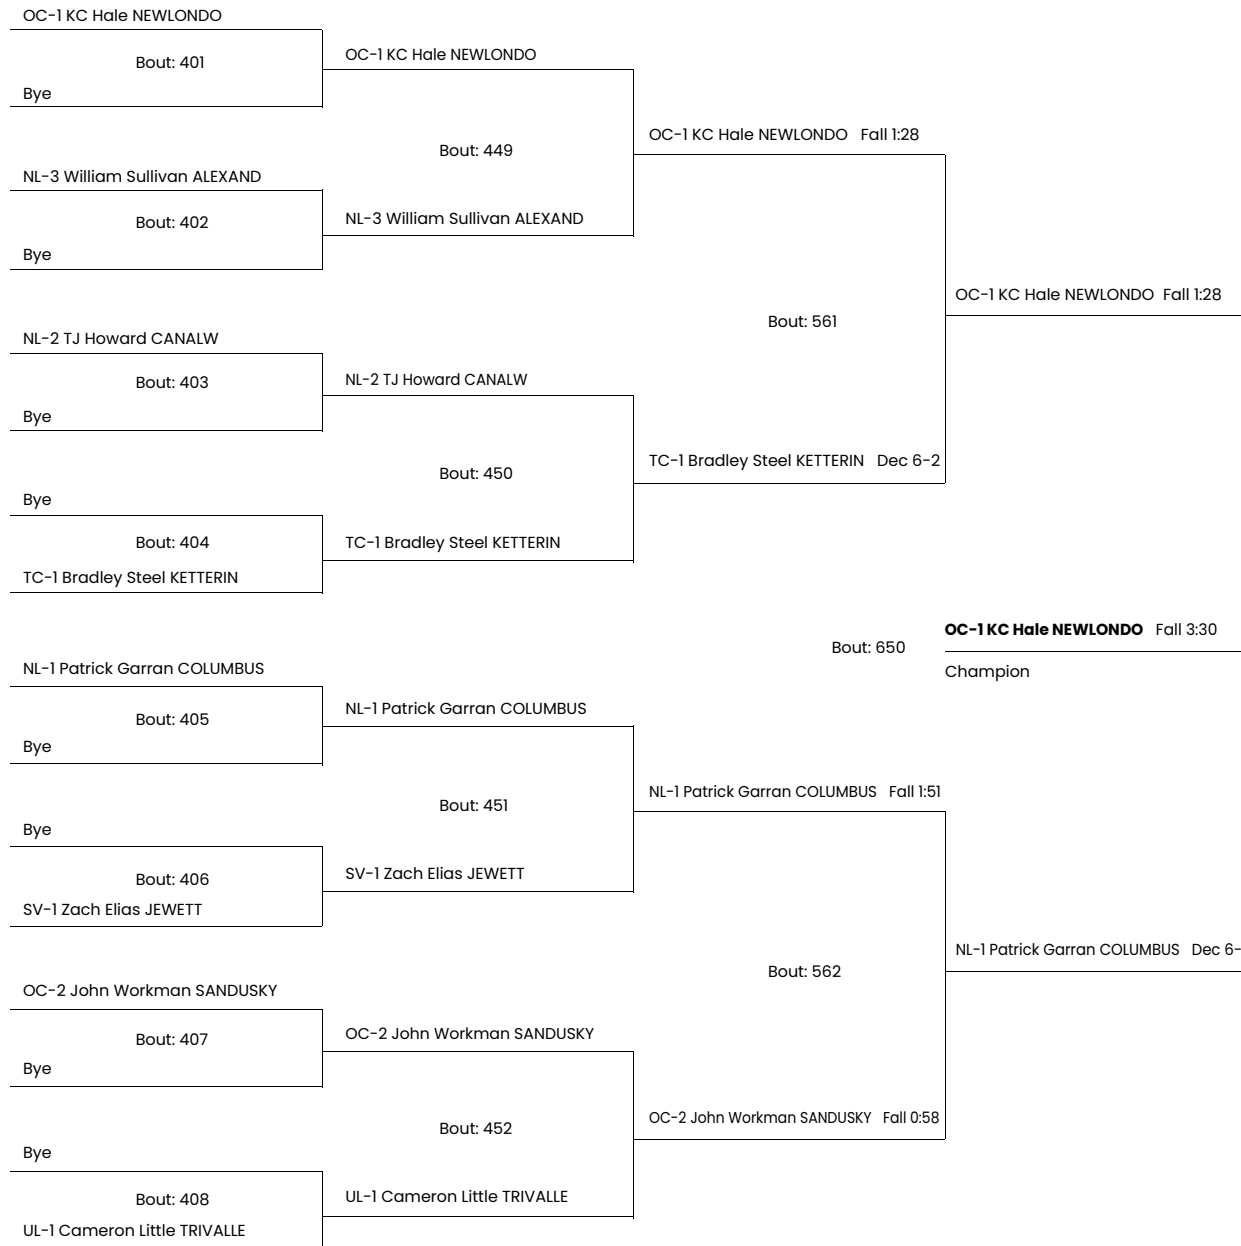 OC-1 KC Hale NEWLONDO
Bout: 401
OC-1 KC Hale NEWLONDO
Bye
OC-1 KC Hale NEWLONDO Fall 1:28
Bout: 449
NL-3 William Sullivan ALEXAND
Bout: 402
NL-3 William Sullivan ALEXAND
Bye
OC-1 KC Hale NEWLONDO Fall 1:28
Bout: 561
NL-2 TJ Howard CANALW
Bout: 403
NL-2 TJ Howard CANALW
Bye
TC-1 Bradley Steel KETTERIN Dec 6-2
Bout: 450
Bye
Bout: 404
TC-1 Bradley Steel KETTERIN
TC-1 Bradley Steel KETTERIN
OC-1 KC Hale NEWLONDO Fall 3:30
Bout: 650
Champion
NL-1 Patrick Garran COLUMBUS
Bout: 405
NL-1 Patrick Garran COLUMBUS
Bye
NL-1 Patrick Garran COLUMBUS Fall 1:51
Bout: 451
Bye
Bout: 406
SV-1 Zach Elias JEWETT
SV-1 Zach Elias JEWETT
NL-1 Patrick Garran COLUMBUS Dec 6-
Bout: 562
OC-2 John Workman SANDUSKY
Bout: 407
OC-2 John Workman SANDUSKY
Bye
OC-2 John Workman SANDUSKY Fall 0:58
Bout: 452
Bye
Bout: 408
UL-1 Cameron Little TRIVALLE
UL-1 Cameron Little TRIVALLE